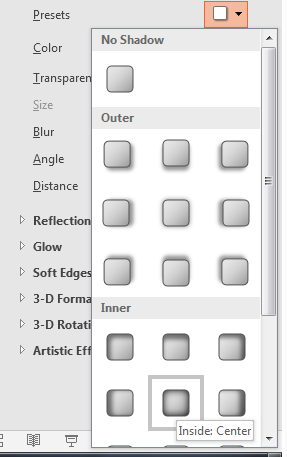 Presets
No Shadow
Color
Transparen
Outer
Size
Blur
Angle
Distance
Reflection
Glow
Soft Edges
3-D Forma
Inner
3-D Rotati
Artistic Eff
Inside: Center